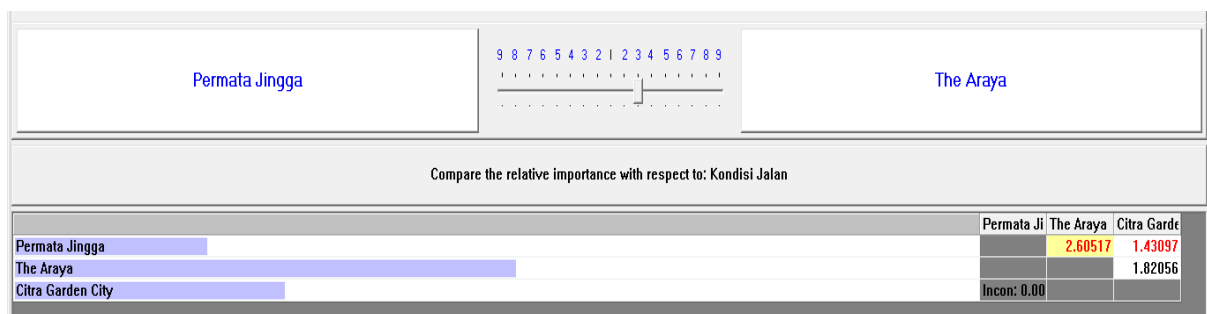 9 8 7 6 5 4 3 2 1 2 3 4 5 6 7 8 9
Permata Jingga The Araya
Compare the relative importance with respect to: Kondisi Jalan
Permata Ji The Araya Citra Garde
Permata Jingga 2.60517 1.43097
The Araya 1.82056
Citra Garden City Incon: 0.00